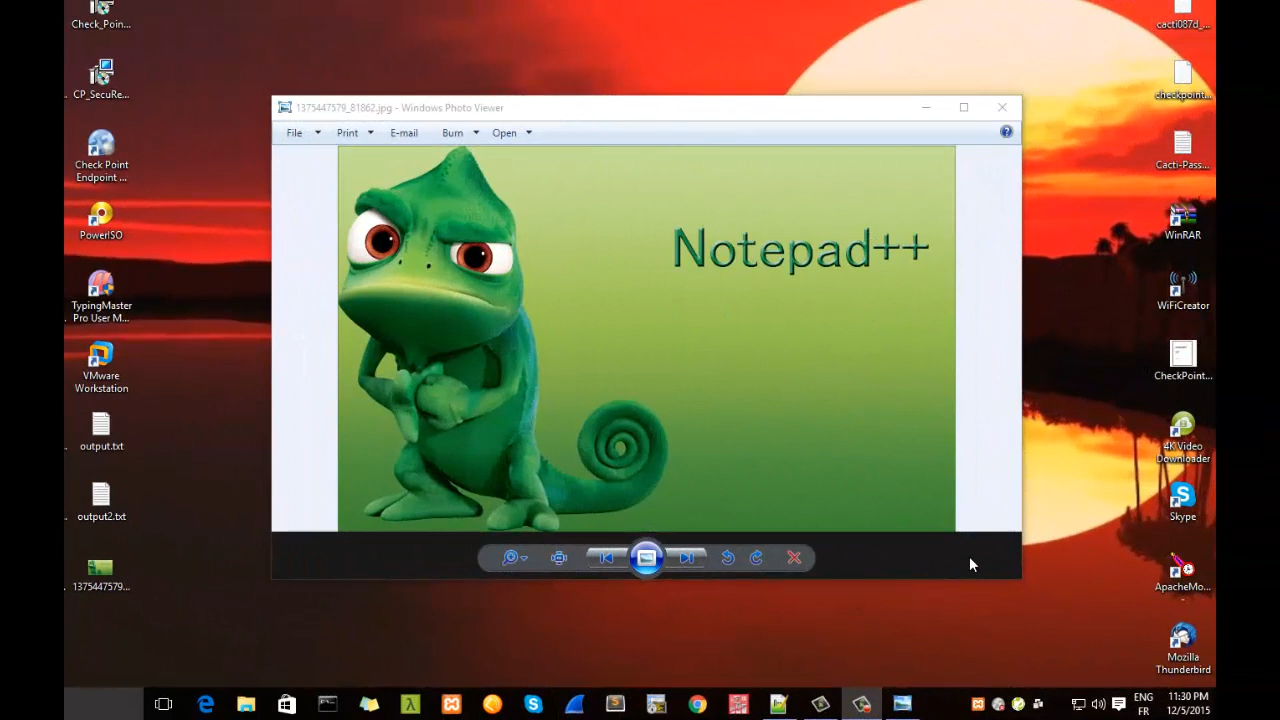 Check_Poin...
CP_SecuRe...
Check Point
Endpoint ...
PowerISO
TypingMaster
Pro User M...
VMware
Workstation
output.txt
output2.txt
1375447579...
1375447579_81862.jpg - Windows Photo Viewer
File
Print
E-mail
Burn
Open
Notepad++
cacti087d_...
checkpoint...
Cacti-Pass...
WinRAR
WiFiCreator
CheckPoint...
4K Video
Downloader
Skype
ApacheMo...
Mozilla
Thunderbird
ENG
FR
11:30 PM
12/5/2015